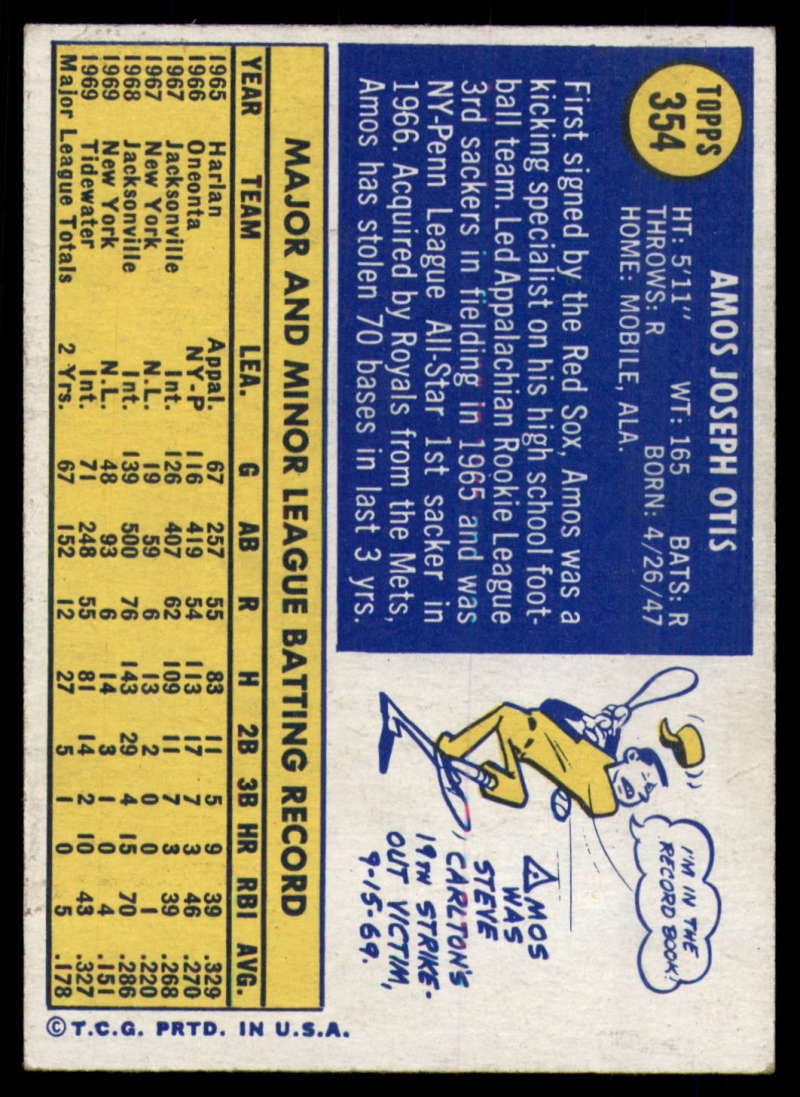 TOPPS
354
AMOS JOSEPH OTIS
HT: 5'11" WT: 165 BATS: R
THROWS: R BORN: 4/26/47
HOME: MOBILE, ALA.
First signed by the Red Sox, Amos was a
kicking specialist on his high school foot-
ball team. Led Appalachian Rookie League
3rd sackers in fielding in 1965 and was
NY-Penn League All-Star 1st sacker in
1966. Acquired by Royals from the Mets,
Amos has stolen 70 bases in last 3 yrs.
I'M IN THE
RECORD BOOK!
AMOS
WAS
STEVE
CARLTON'S
19TH STRIKE-
OUT VICTIM,
9-15-69.
MAJOR AND MINOR LEAGUE BATTING RECORD
YEAR TEAM LEA. G AB R H 2B 3B HR RBI AVG.
1965 Harlan Appal. 67 257 55 83 11 5 9 39 .329
1966 Oneonta NY-P 116 419 54 113 17 7 3 46 .270
1967 Jacksonville Int. 126 407 62 109 11 7 3 39 .268
1967 New York N.L. 19 59 6 13 2 0 0 1 .220
1968 Jacksonville Int. 139 500 76 143 29 4 15 70 .286
1969 New York N.L. 48 93 6 14 3 1 0 4 .151
1969 Tidewater Int. 71 248 55 81 14 2 10 43 .327
Major League Totals 2 Yrs. 67 152 12 27 5 1 0 5 .178
© T.C.G. PRTD. IN U.S.A.